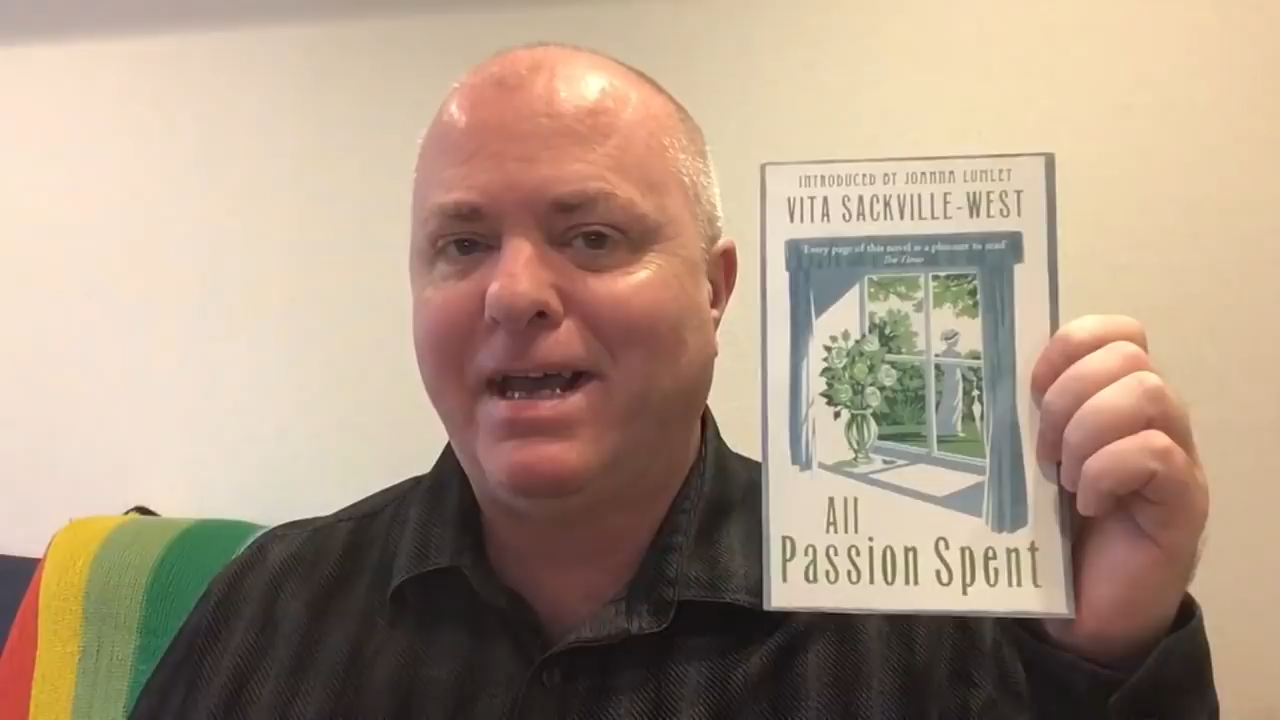 INTRODUCED BY JOANNA LUMLEY
VITA SACKVILLE-WEST
'Every page of this novel is a pleasure to read'
The Times
All
Passion Spent